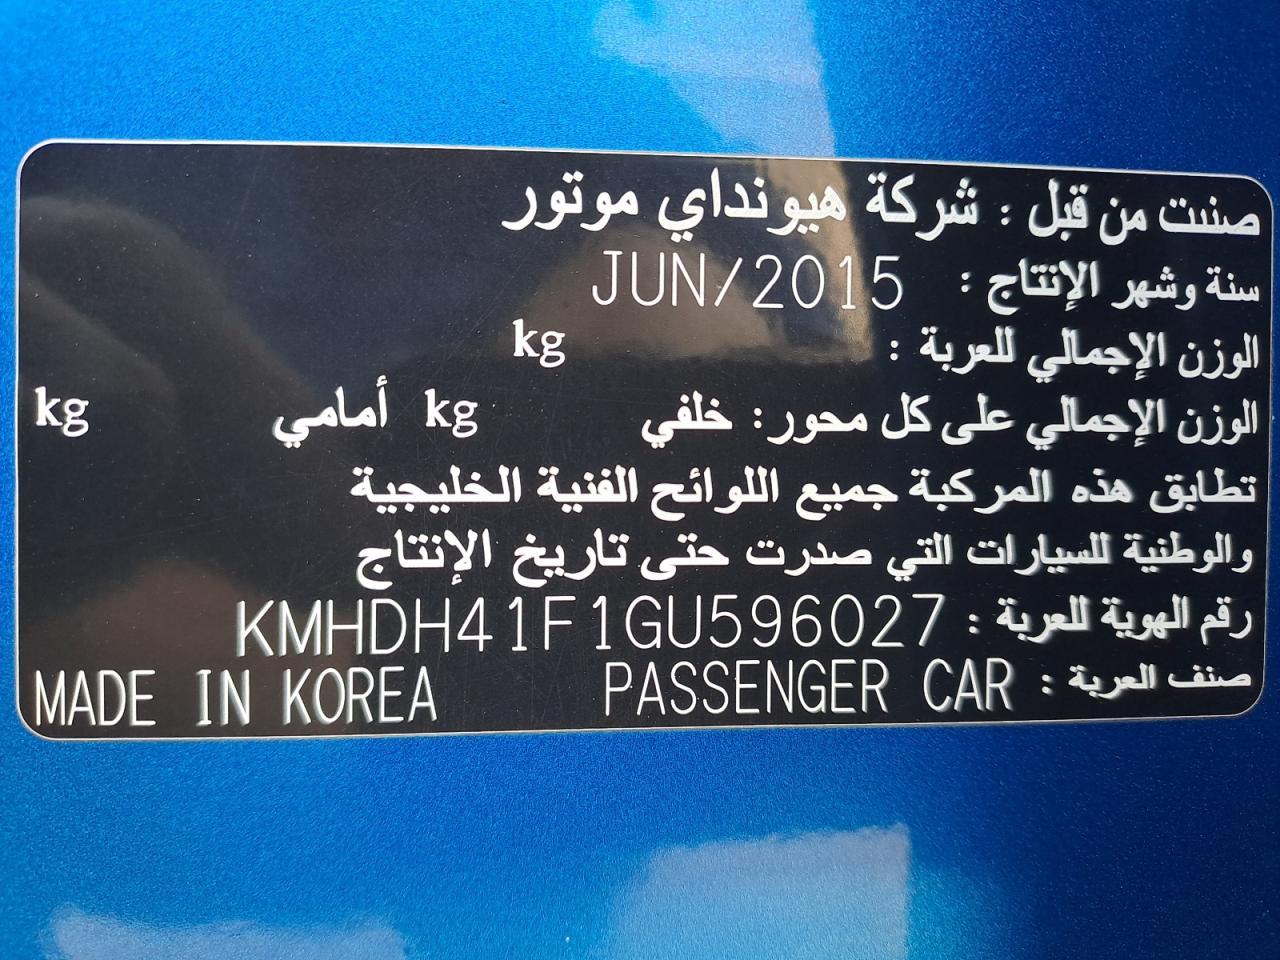 صنت من قبل : شركة هيونداي موتور
سنة وشهر الإنتاج : JUN/2015
الوزن الإجمالي للعربة : kg
الوزن الإجمالي على كل محور: خلفي kg أمامي kg
تطابق هذه المركبة جميع اللوائح الفنية الخليجية
والوطنية للسيارات التي صدرت حتى تاريخ الإنتاج
رقم الهوية للعربة : KMHDH41F1GU596027
صنف العربة : PASSENGER CAR MADE IN KOREA